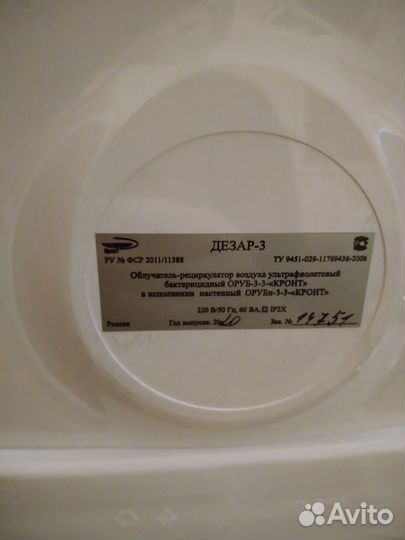 ДЕЗАР-3
РУ № ФСР 2011/11388 ТУ 9451-029-11769436-2006
Облучатель-рециркулятор воздуха ультрафиолетовый
бактерицидный ОРУБ-3-3-«КРОНТ»
в исполнении настенный ОРУБн-3-3-«КРОНТ»
220 В/50 Гц, 60 ВА, IP2X
Россия Год выпуска: 2020 Зав. № 14751
Avito